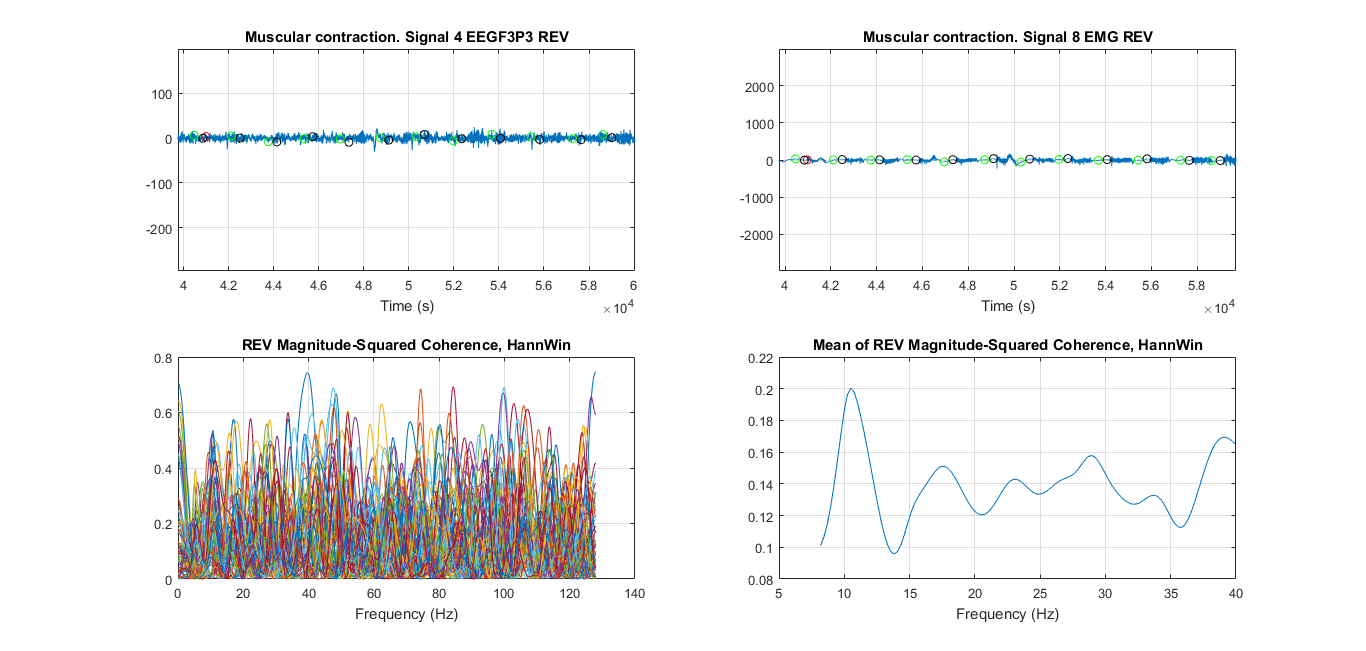 Muscular contraction. Signal 4 EEGF3P3 REV
100
0
-100
-200
4 4.2 4.4 4.6 4.8 5 5.2 5.4 5.6 5.8 6
Time (s)
×10^4
Muscular contraction. Signal 8 EMG REV
2000
1000
0
-1000
-2000
4 4.2 4.4 4.6 4.8 5 5.2 5.4 5.6 5.8
Time (s)
×10^4
REV Magnitude-Squared Coherence, HannWin
0.8
0.6
0.4
0.2
0
0 20 40 60 80 100 120 140
Frequency (Hz)
Mean of REV Magnitude-Squared Coherence, HannWin
0.22
0.2
0.18
0.16
0.14
0.12
0.1
0.08
5 10 15 20 25 30 35 40
Frequency (Hz)